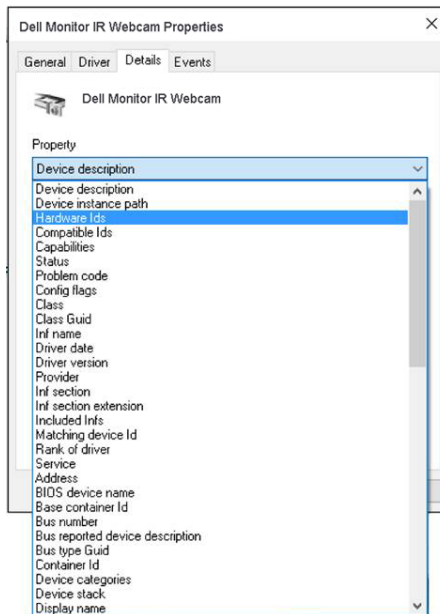 Dell Monitor IR Webcam Properties
General Driver Details Events
Dell Monitor IR Webcam
Property
Device description
Device description
Device instance path
Hardware Ids
Compatible Ids
Capabilities
Status
Problem code
Config flags
Class
Class Guid
Inf name
Driver date
Driver version
Provider
Inf section
Inf section extension
Included Infs
Matching device Id
Rank of driver
Service
Address
BIOS device name
Base container Id
Bus number
Bus reported device description
Bus type Guid
Container Id
Device categories
Device stack
Display name